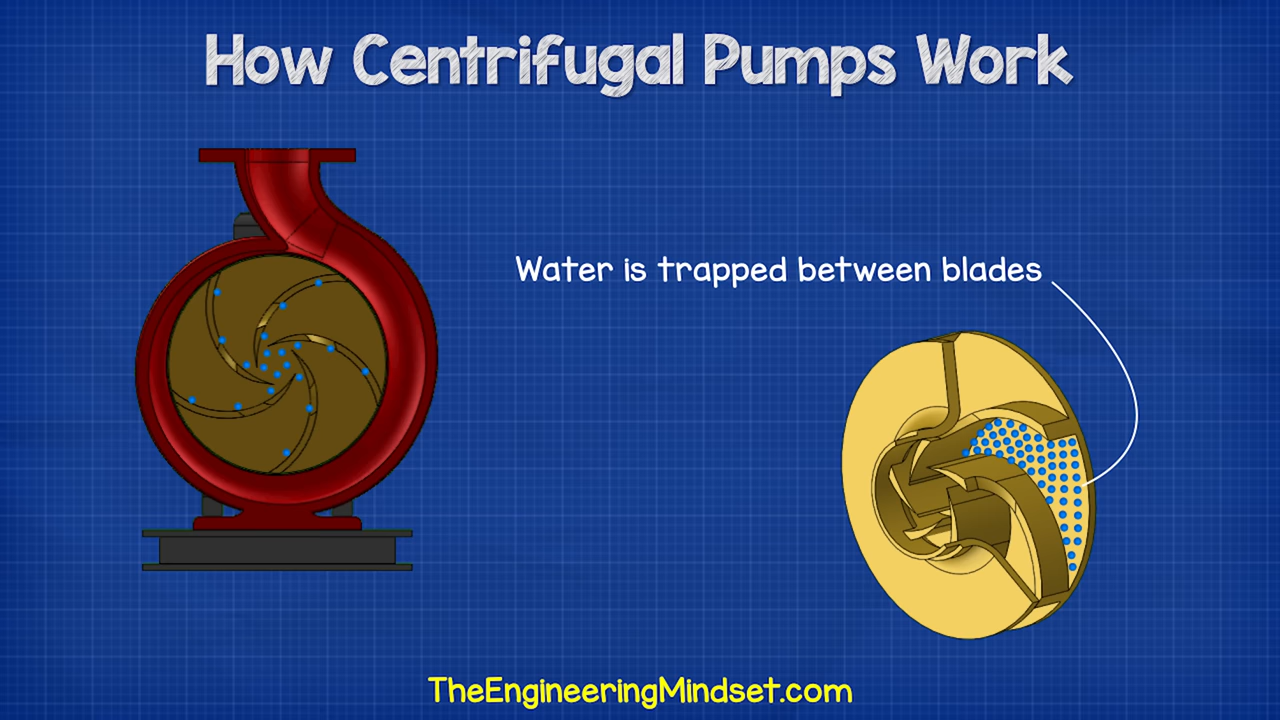 How Centrifugal Pumps Work
Water is trapped between blades
TheEngineeringMindset.com